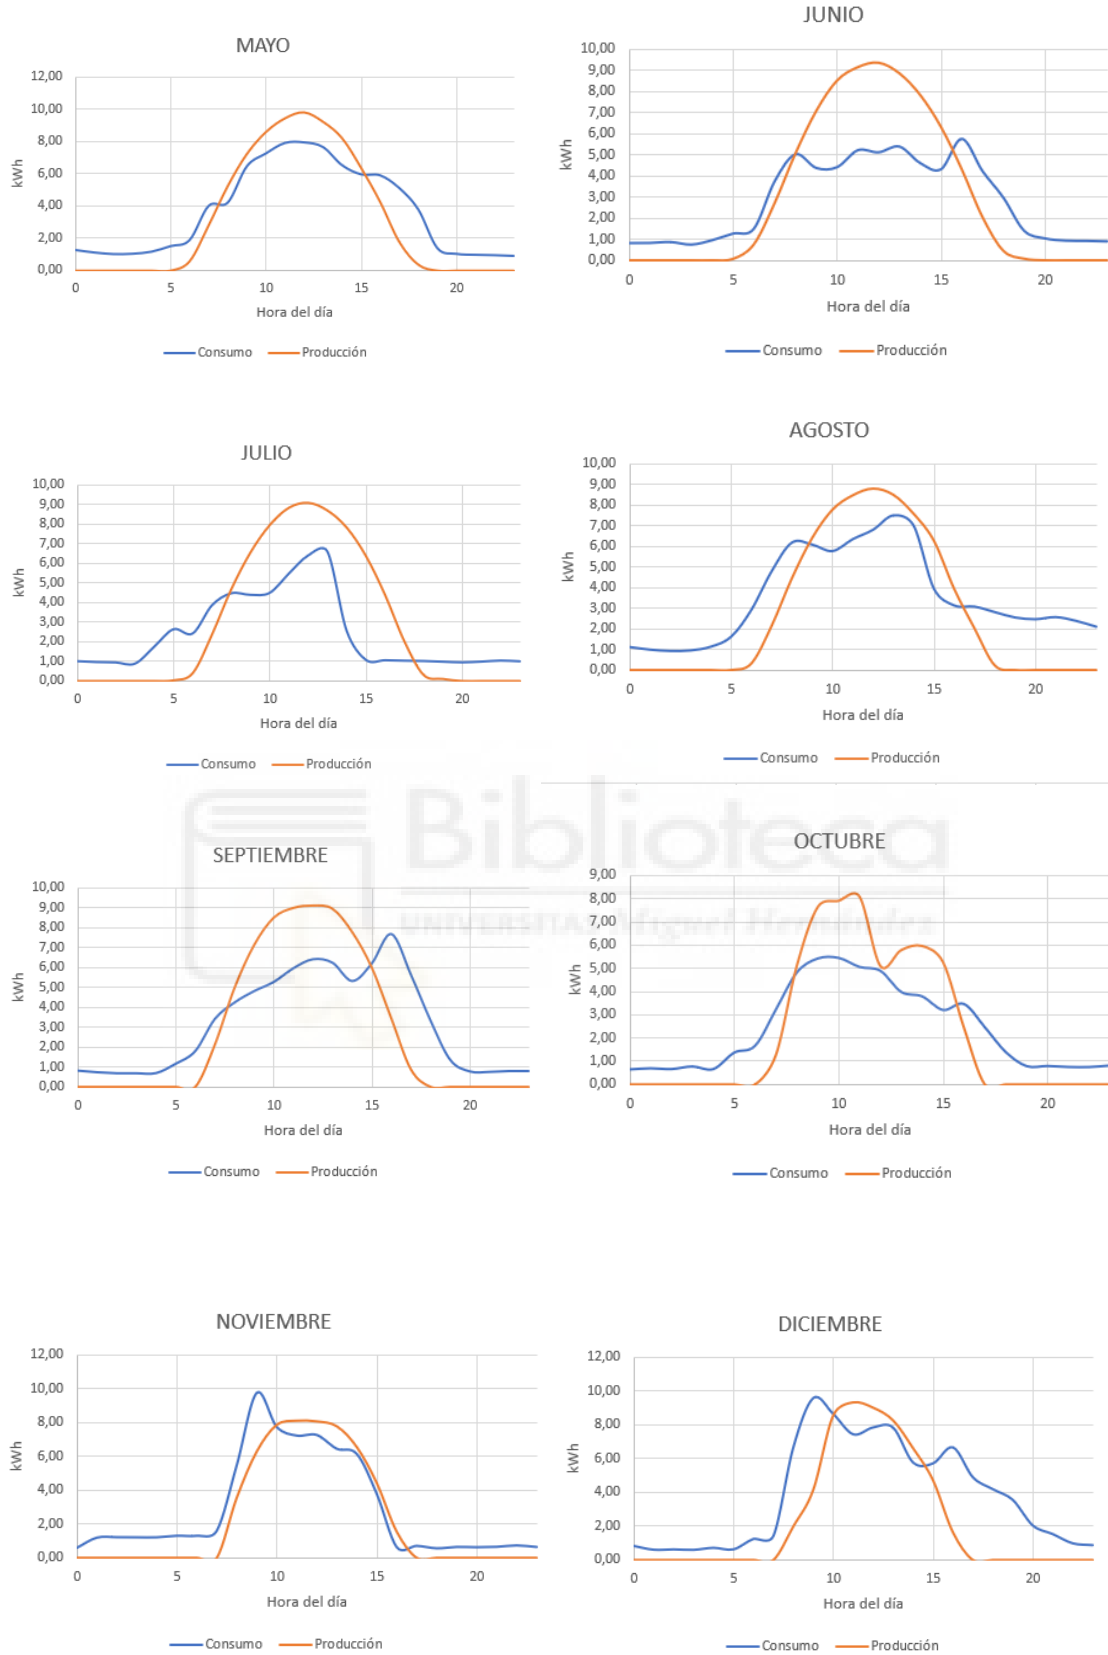 MAYO
12,00
10,00
8,00
6,00
4,00
2,00
0,00
kWh
0 5 10 15 20
Hora del día
Consumo Producción
JUNIO
10,00
9,00
8,00
7,00
6,00
5,00
4,00
3,00
2,00
1,00
0,00
kWh
0 5 10 15 20
Hora del día
Consumo Producción
JULIO
10,00
9,00
8,00
7,00
6,00
5,00
4,00
3,00
2,00
1,00
0,00
kWh
0 5 10 15 20
Hora del día
Consumo Producción
AGOSTO
10,00
9,00
8,00
7,00
6,00
5,00
4,00
3,00
2,00
1,00
0,00
kWh
0 5 10 15 20
Hora del día
Consumo Producción
Biblioteca
UNIVERSITAS Miguel Hernández
SEPTIEMBRE
10,00
9,00
8,00
7,00
6,00
5,00
4,00
3,00
2,00
1,00
0,00
kWh
0 5 10 15 20
Hora del día
Consumo Producción
OCTUBRE
9,00
8,00
7,00
6,00
5,00
4,00
3,00
2,00
1,00
0,00
kWh
0 5 10 15 20
Hora del día
Consumo Producción
NOVIEMBRE
12,00
10,00
8,00
6,00
4,00
2,00
0,00
kWh
0 5 10 15 20
Hora del día
Consumo Producción
DICIEMBRE
12,00
10,00
8,00
6,00
4,00
2,00
0,00
kWh
0 5 10 15 20
Hora del día
Consumo Producción